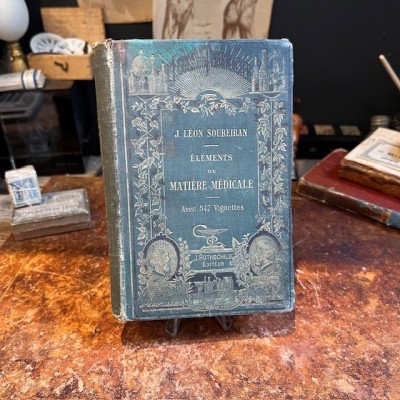 J. LÉON SOUBEIRAN
ÉLÉMENTS
DE
MATIÈRE MÉDICALE
Avec 547 Vignettes
J. ROTHSCHILD
ÉDITEUR